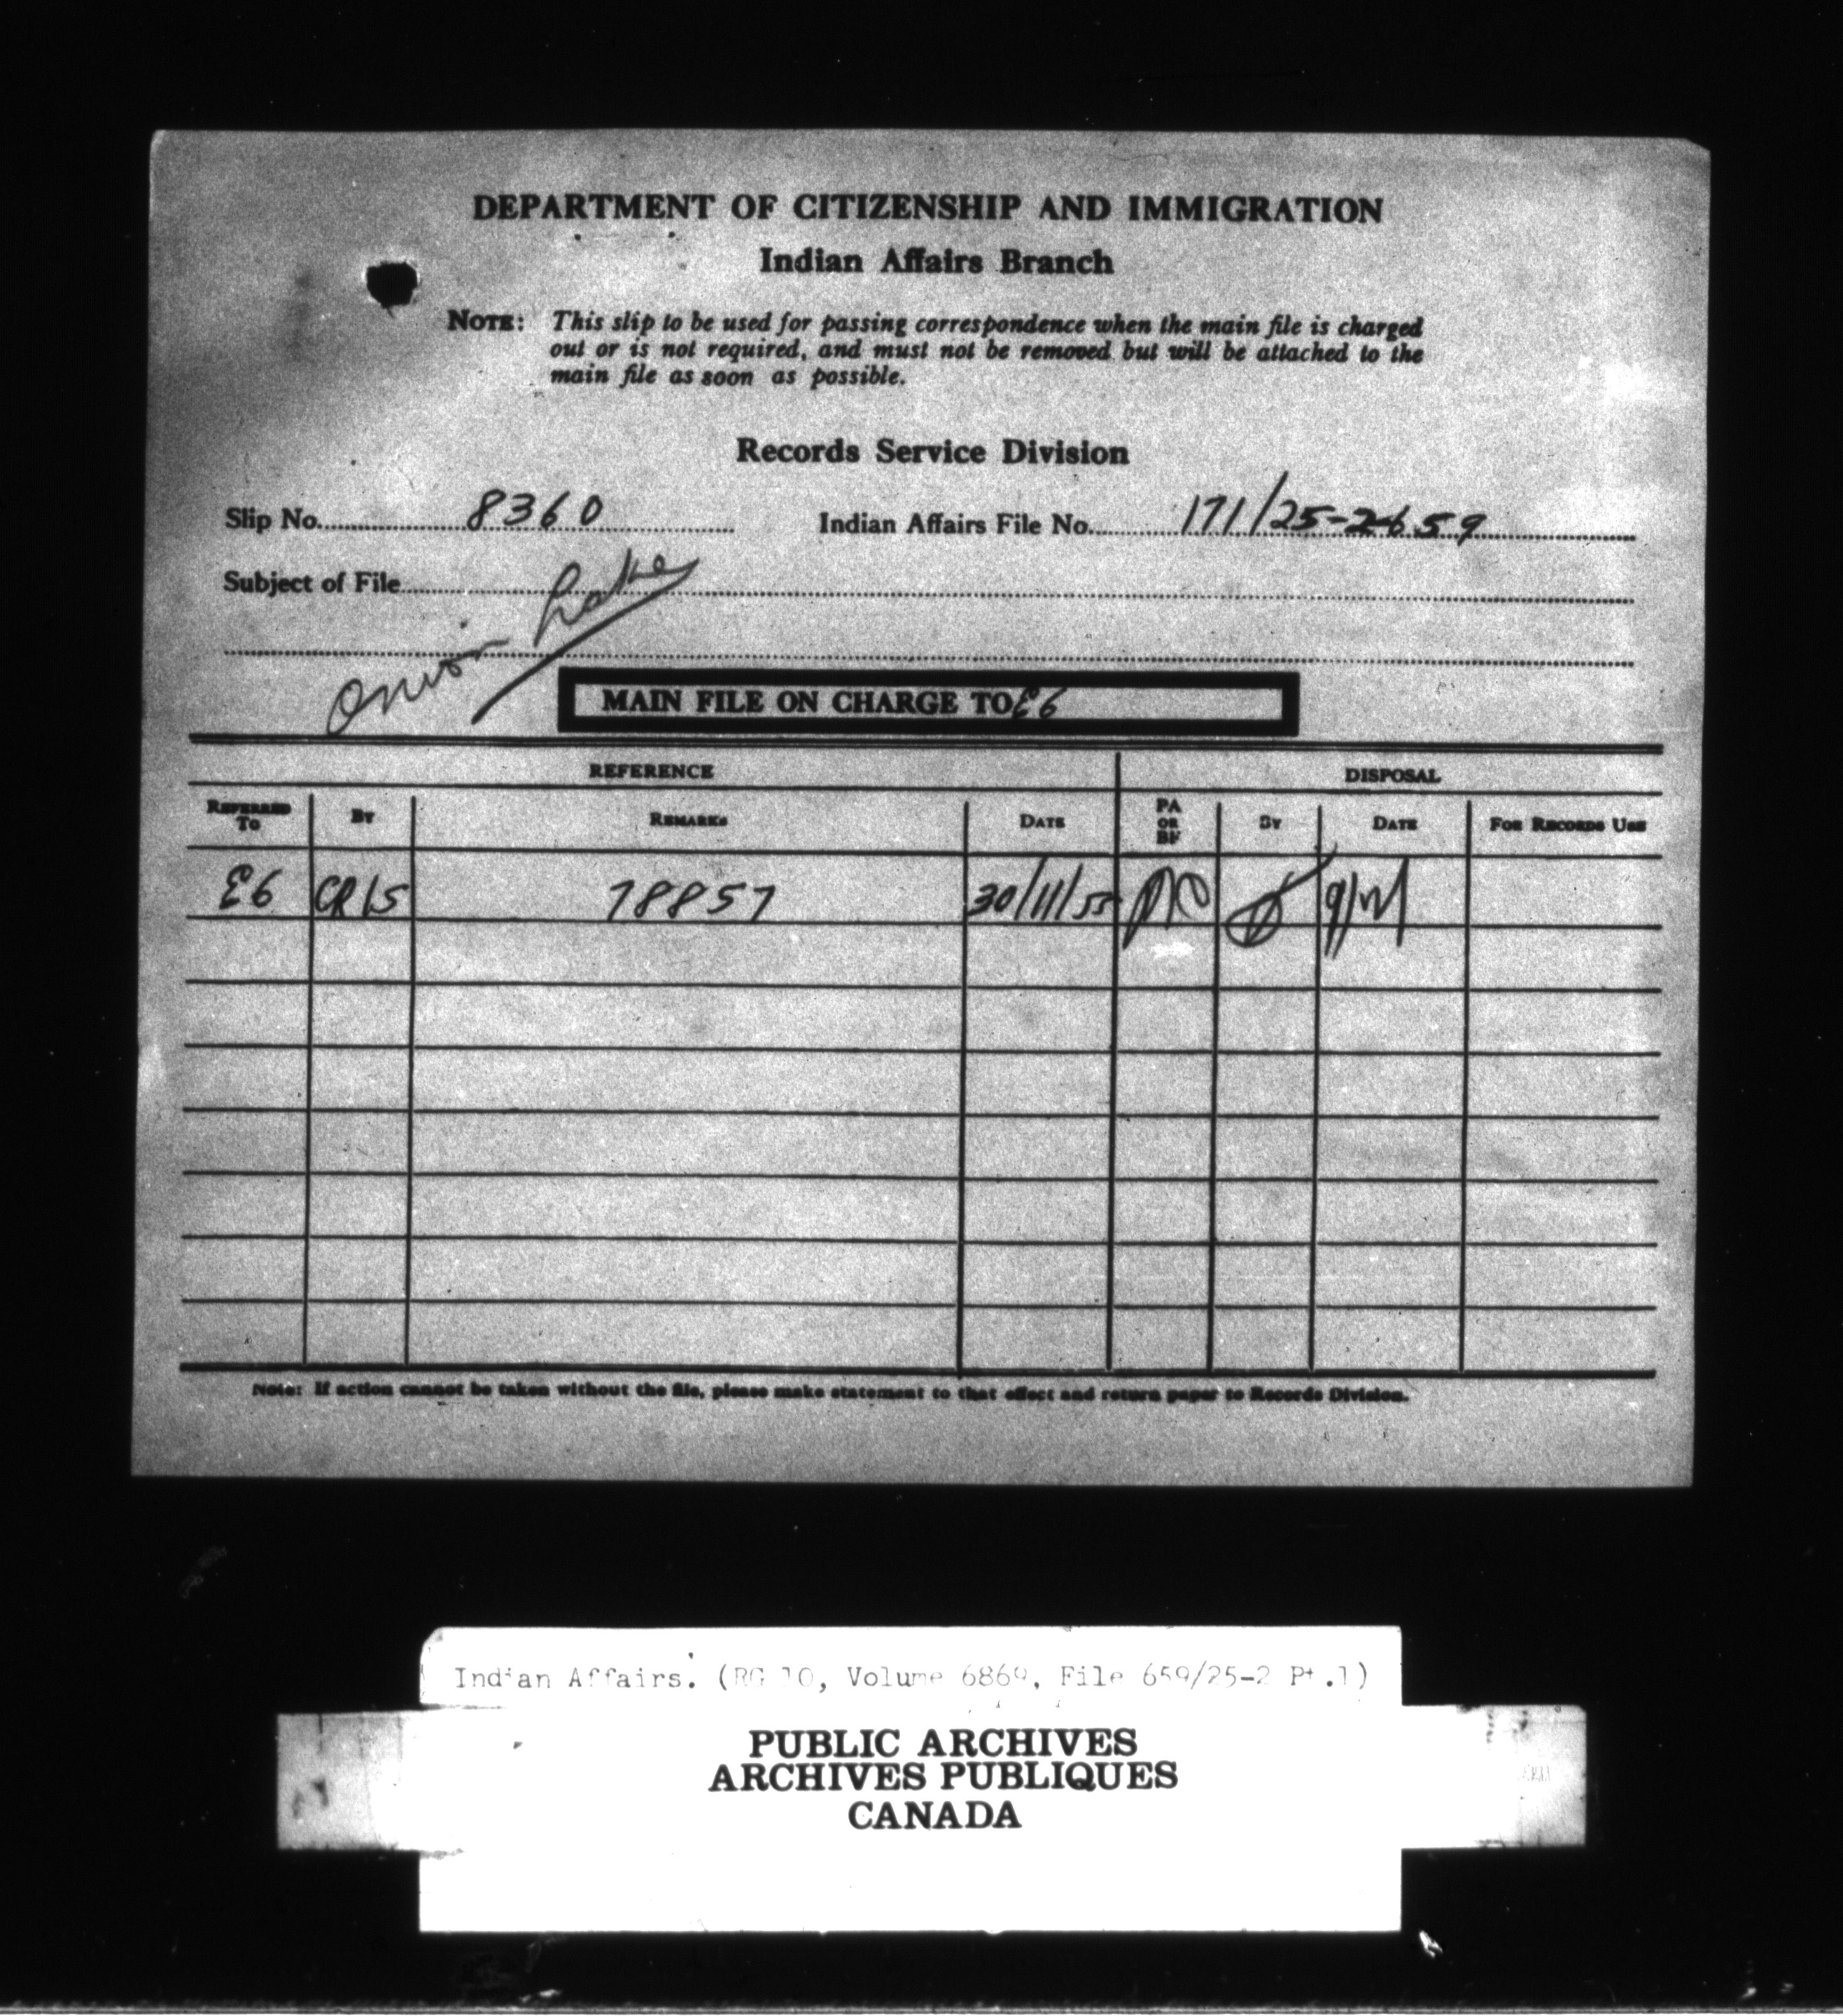 DEPARTMENT OF CITIZENSHIP AND IMMIGRATION
Indian Affairs Branch
NOTE: This slip to be used for passing correspondence when the main file is charged
out or is not required, and must not be removed but will be attached to the
main file as soon as possible.
Records Service Division
Slip No. 8360 Indian Affairs File No. 171/25-2-659
Subject of File
Onion Lake
MAIN FILE ON CHARGE TO E6
REFERENCE DISPOSAL
REFERRED TO BY REMARKS DATE PA OR BF BY DATE FOR RECORDS USE
E6 CR15 78857 30/11/55 PA
Note: If action cannot be taken without the file, please make statement to that effect and return paper to Records Division.
Indian Affairs. (RG 10, Volume 6869, File 659/25-2 Pt.1)
PUBLIC ARCHIVES
ARCHIVES PUBLIQUES
CANADA